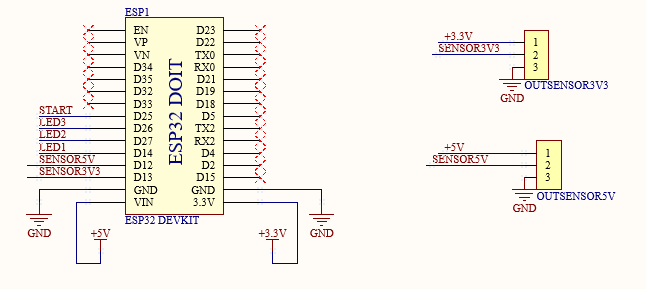 ESP1
EN D23
VP D22
VN TX0
D34 RX0
D35 D21
D32 D19
D33 D18
START D25 D5
LED3 D26 TX2
LED2 D27 RX2
LED1 D14 D4
SENSOR5V D12 D2
SENSOR3V3 D13 D15
GND GND
VIN 3.3V
ESP32 DOIT
ESP32 DEVKIT
GND
+5V
+3.3V
GND
+3.3V 1
SENSOR3V3 2
3
OUTSENSOR3V3
GND
+5V 1
SENSOR5V 2
3
OUTSENSOR5V
GND